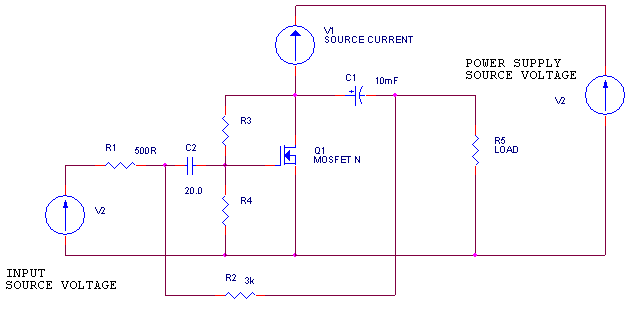 V1
SOURCE CURRENT
POWER SUPPLY
SOURCE VOLTAGE
V2
C1
10mF
R3
R1
500R
C2
20.0
Q1
MOSFET N
R5
LOAD
R4
V2
INPUT
SOURCE VOLTAGE
R2
3k